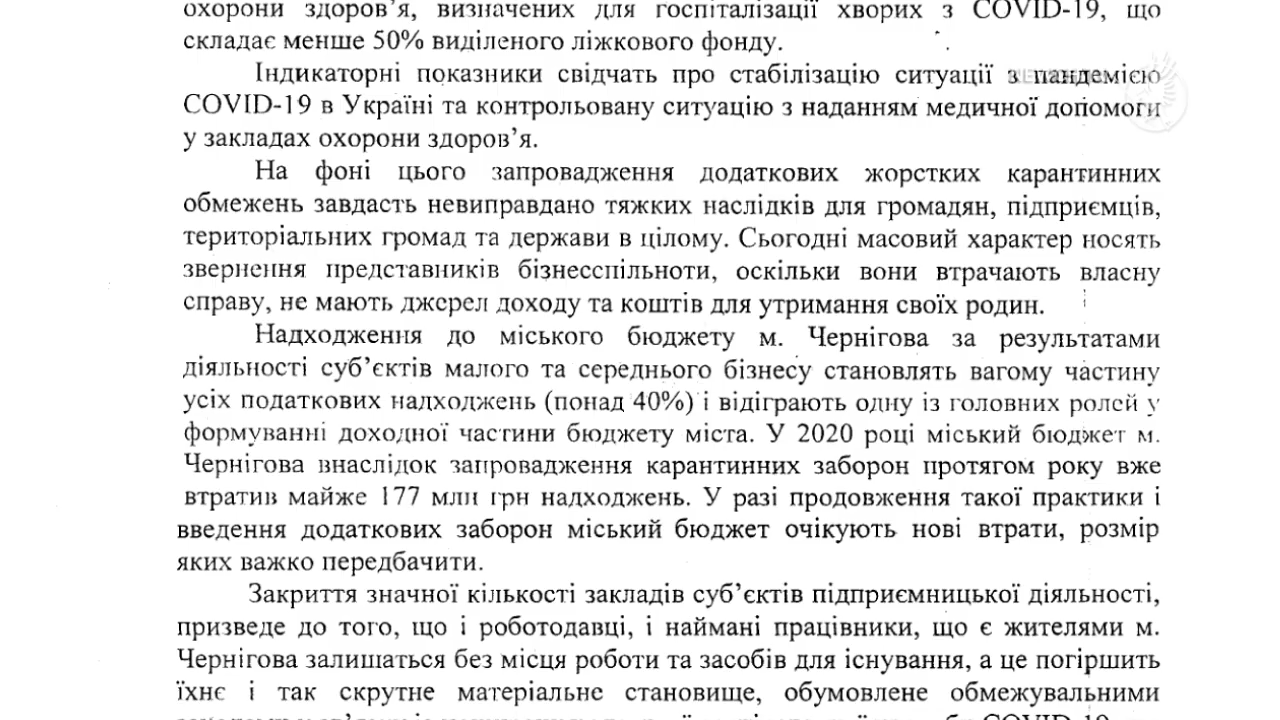 охорони здоров’я, визначених для госпіталізації хворих з COVID-19, що
складає менше 50% виділеного ліжкового фонду.
Індикаторні показники свідчать про стабілізацію ситуації з пандемією
COVID-19 в Україні та контрольовану ситуацію з наданням медичної допомоги
у закладах охорони здоров’я.
На фоні цього запровадження додаткових жорстких карантинних
обмежень завдасть невиправдано тяжких наслідків для громадян, підприємців,
територіальних громад та держави в цілому. Сьогодні масовий характер носять
звернення представників бізнесспільноти, оскільки вони втрачають власну
справу, не мають джерел доходу та коштів для утримання своїх родин.
Надходження до міського бюджету м. Чернігова за результатами
діяльності суб’єктів малого та середнього бізнесу становлять вагому частину
усіх податкових надходжень (понад 40%) і відіграють одну із головних ролей у
формуванні доходної частини бюджету міста. У 2020 році міський бюджет м.
Чернігова внаслідок запровадження карантинних заборон протягом року вже
втратив майже 177 млн грн надходжень. У разі продовження такої практики і
введення додаткових заборон міський бюджет очікують нові втрати, розмір
яких важко передбачити.
Закриття значної кількості закладів суб’єктів підприємницької діяльності,
призведе до того, що і роботодавці, і наймані працівники, що є жителями м.
Чернігова залишаться без місця роботи та засобів для існування, а це погіршить
їхнє і так скрутне матеріальне становище, обумовлене обмежувальними